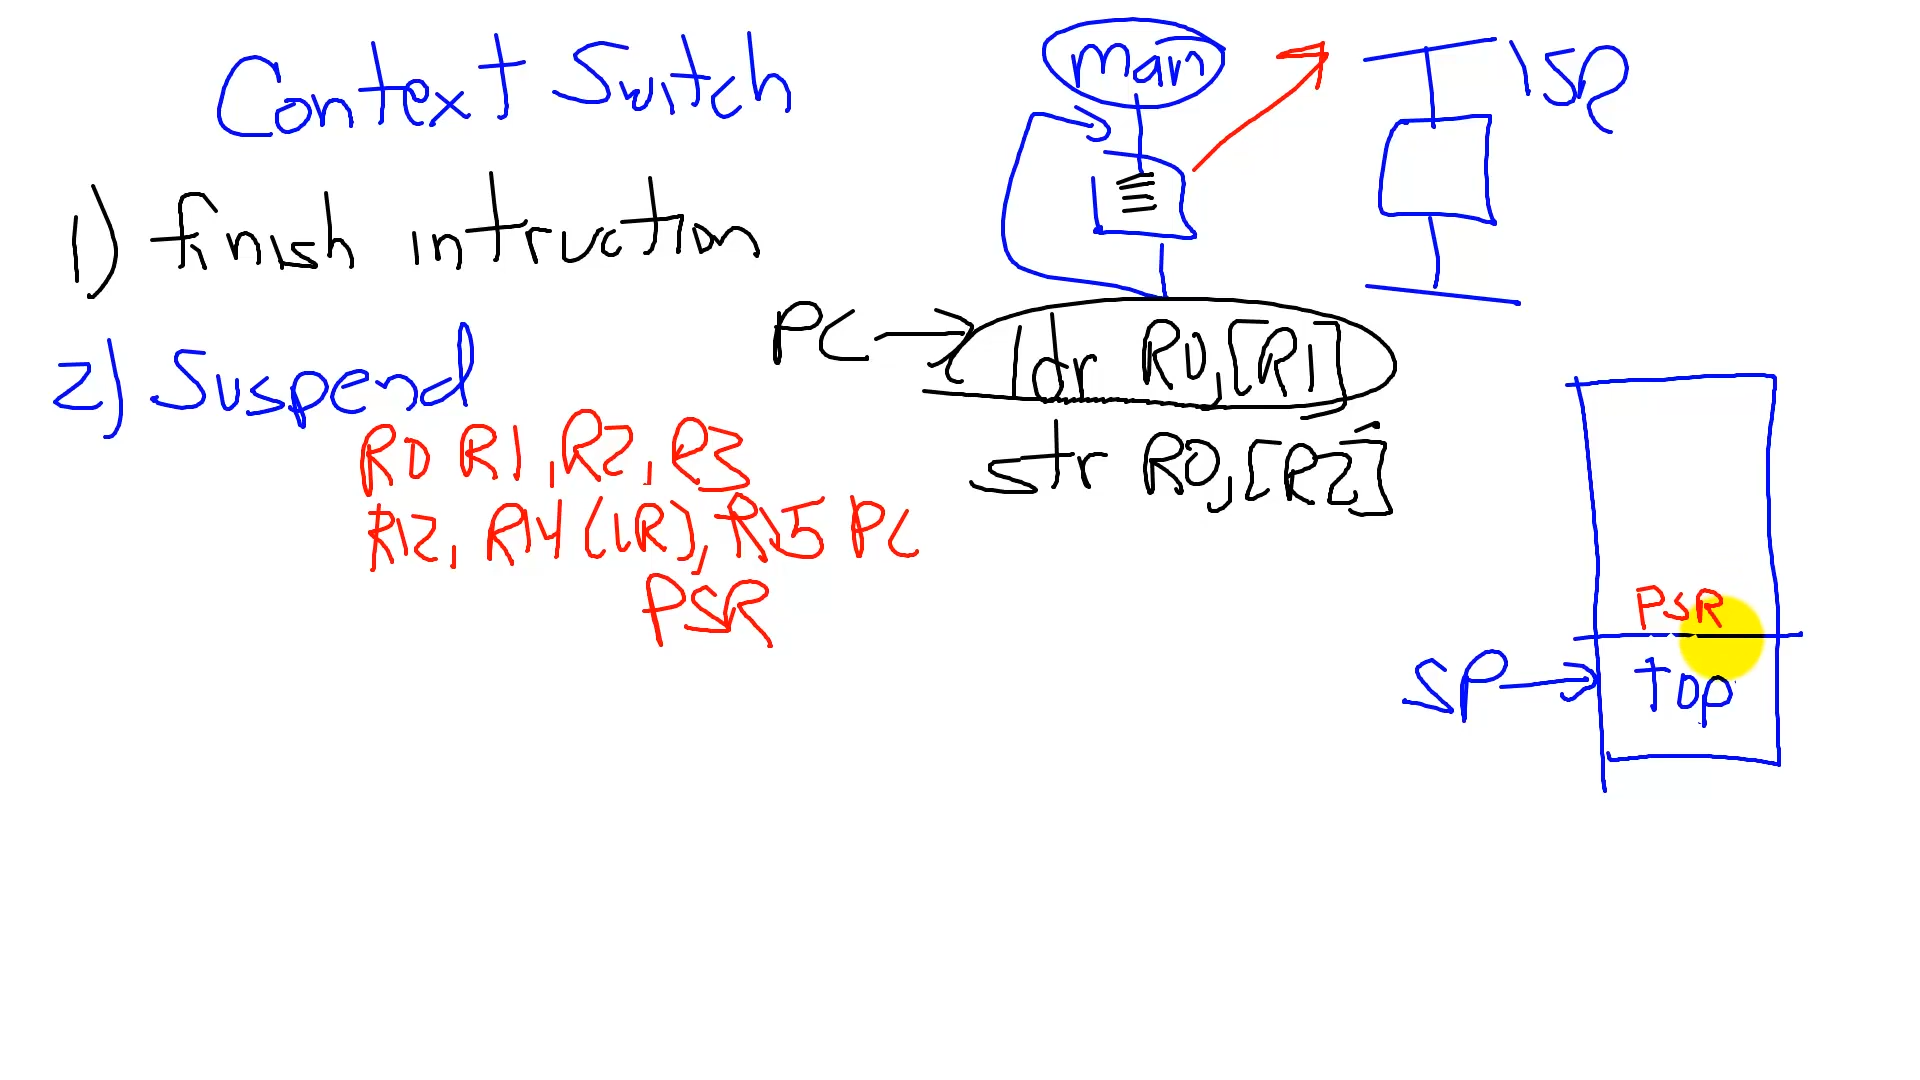 Context Switch
main
ISR
1) finish intruction
PC
ldr R0,[R1]
2) Suspend
str R0,[R2]
R0 R1, R2, R3
R12, R14 (LR), R15 PC
PSR
PSR
SP
top